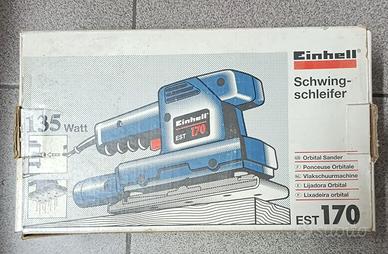 Einhell®
Schwing-
schleifer
135 Watt
Einhell
EST 170
Orbital Sander
Ponceuse Orbitale
Vlakschuurmachine
Lijadora Orbital
Lixadeira orbital
EST 170